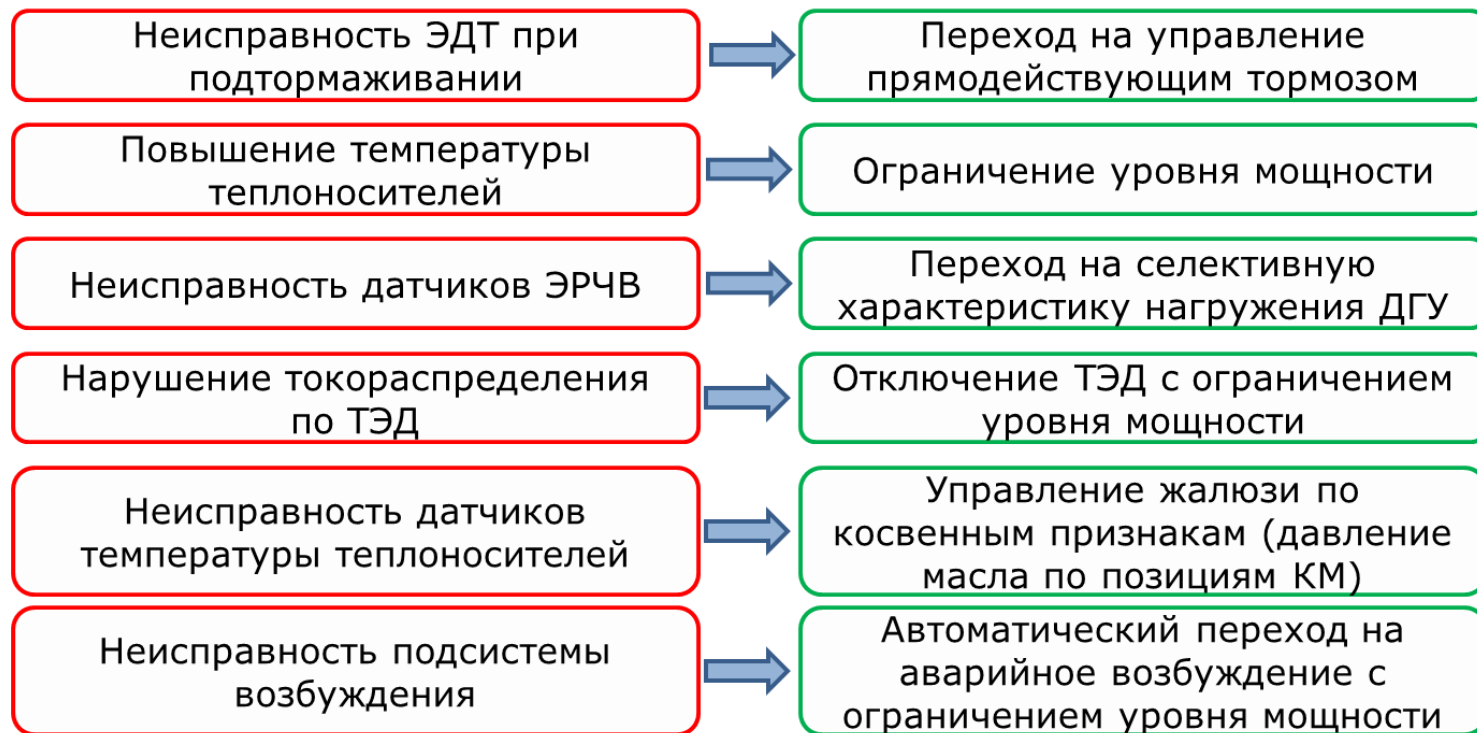 Неисправность ЭДТ при
подтормаживании
Переход на управление
прямодействующим тормозом
Повышение температуры
теплоносителей
Ограничение уровня мощности
Неисправность датчиков ЭРЧВ
Переход на селективную
характеристику нагружения ДГУ
Нарушение токораспределения
по ТЭД
Отключение ТЭД с ограничением
уровня мощности
Неисправность датчиков
температуры теплоносителей
Управление жалюзи по
косвенным признакам (давление
масла по позициям КМ)
Неисправность подсистемы
возбуждения
Автоматический переход на
аварийное возбуждение с
ограничением уровня мощности